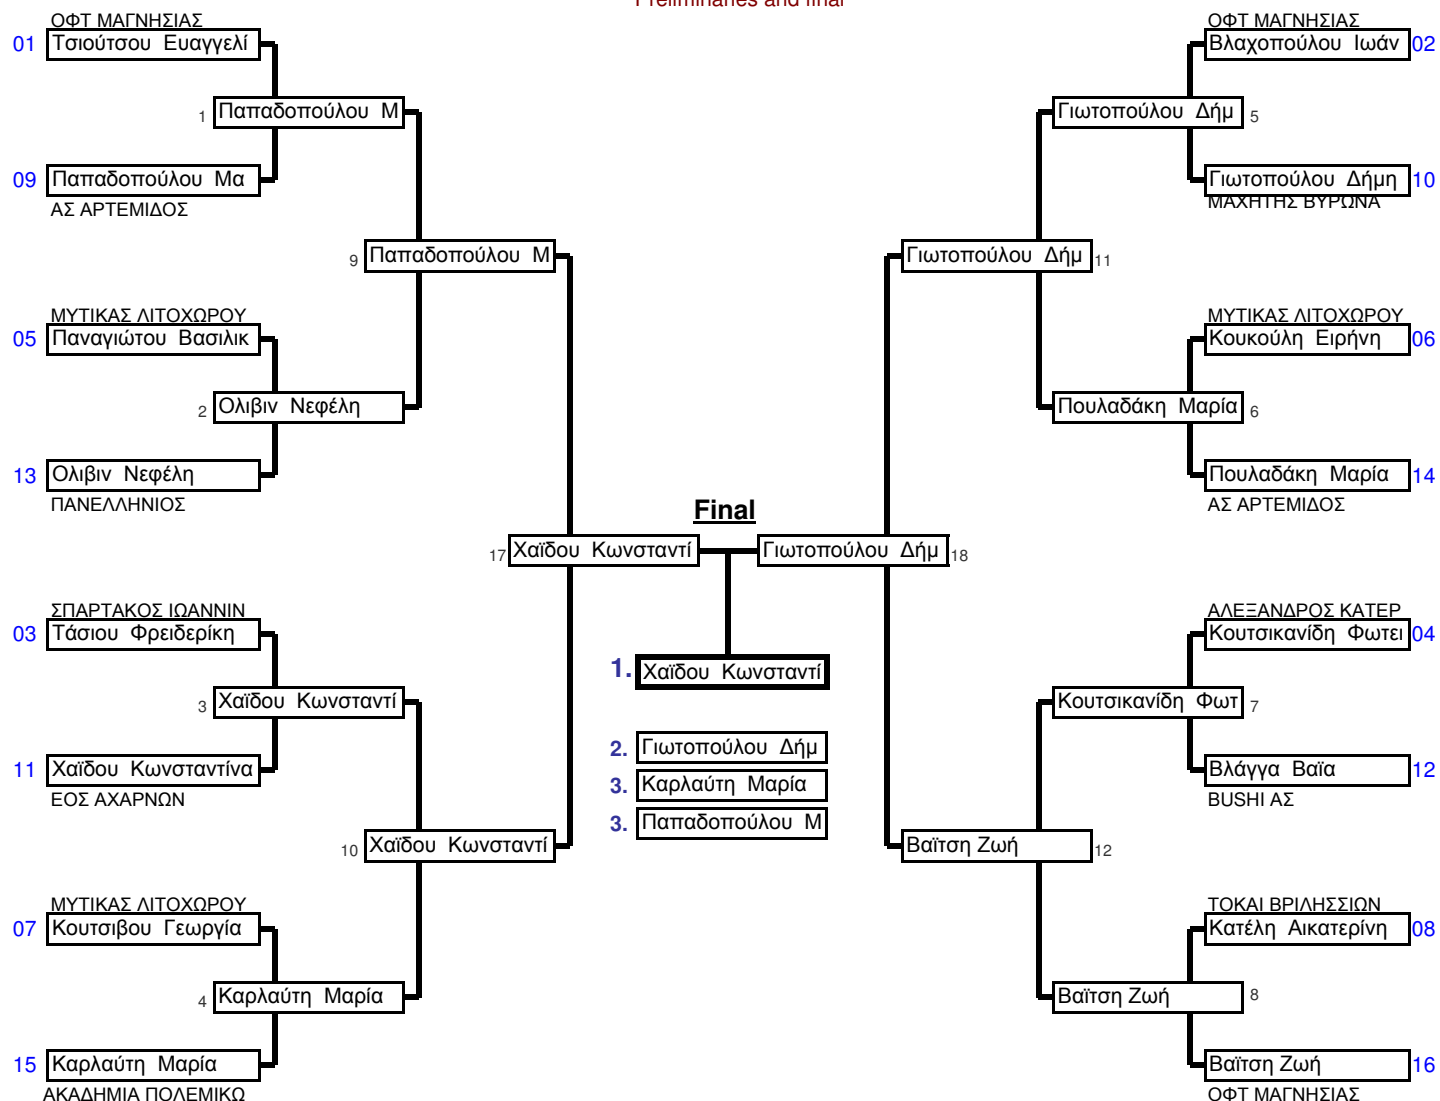 Preliminaries and final
ΟΦΤ ΜΑΓΝΗΣΙΑΣ
01 Τσιούτσου Ευαγγελί
1 Παπαδοπούλου Μ
09 Παπαδοπούλου Μα
ΑΣ ΑΡΤΕΜΙΔΟΣ
9 Παπαδοπούλου Μ
ΜΥΤΙΚΑΣ ΛΙΤΟΧΩΡΟΥ
05 Παναγιώτου Βασιλικ
2 Ολιβιν Νεφέλη
13 Ολιβιν Νεφέλη
ΠΑΝΕΛΛΗΝΙΟΣ
17 Χαϊδου Κωνσταντί
ΣΠΑΡΤΑΚΟΣ ΙΩΑΝΝΙΝ
03 Τάσιου Φρειδερίκη
3 Χαϊδου Κωνσταντί
11 Χαϊδου Κωνσταντίνα
ΕΟΣ ΑΧΑΡΝΩΝ
10 Χαϊδου Κωνσταντί
ΜΥΤΙΚΑΣ ΛΙΤΟΧΩΡΟΥ
07 Κουτσιβου Γεωργία
4 Καρλαύτη Μαρία
15 Καρλαύτη Μαρία
ΑΚΑΔΗΜΙΑ ΠΟΛΕΜΙΚΩ
Final
1. Χαϊδου Κωνσταντί
2. Γιωτοπούλου Δήμ
3. Καρλαύτη Μαρία
3. Παπαδοπούλου Μ
ΟΦΤ ΜΑΓΝΗΣΙΑΣ
Βλαχοπούλου Ιωάν 02
Γιωτοπούλου Δήμ 5
Γιωτοπούλου Δήμη 10
ΜΑΧΗΤΗΣ ΒΥΡΩΝΑ
Γιωτοπούλου Δήμ 11
ΜΥΤΙΚΑΣ ΛΙΤΟΧΩΡΟΥ
Κουκούλη Ειρήνη 06
Πουλαδάκη Μαρία 6
Πουλαδάκη Μαρία 14
ΑΣ ΑΡΤΕΜΙΔΟΣ
Γιωτοπούλου Δήμ 18
ΑΛΕΞΑΝΔΡΟΣ ΚΑΤΕΡ
Κουτσικανίδη Φωτει 04
Κουτσικανίδη Φωτ 7
Βλάγγα Βαϊα 12
BUSHI ΑΣ
Βαϊτση Ζωή 12
ΤΟΚΑΙ ΒΡΙΛΗΣΣΙΩΝ
Κατέλη Αικατερίνη 08
Βαϊτση Ζωή 8
Βαϊτση Ζωή 16
ΟΦΤ ΜΑΓΝΗΣΙΑΣ